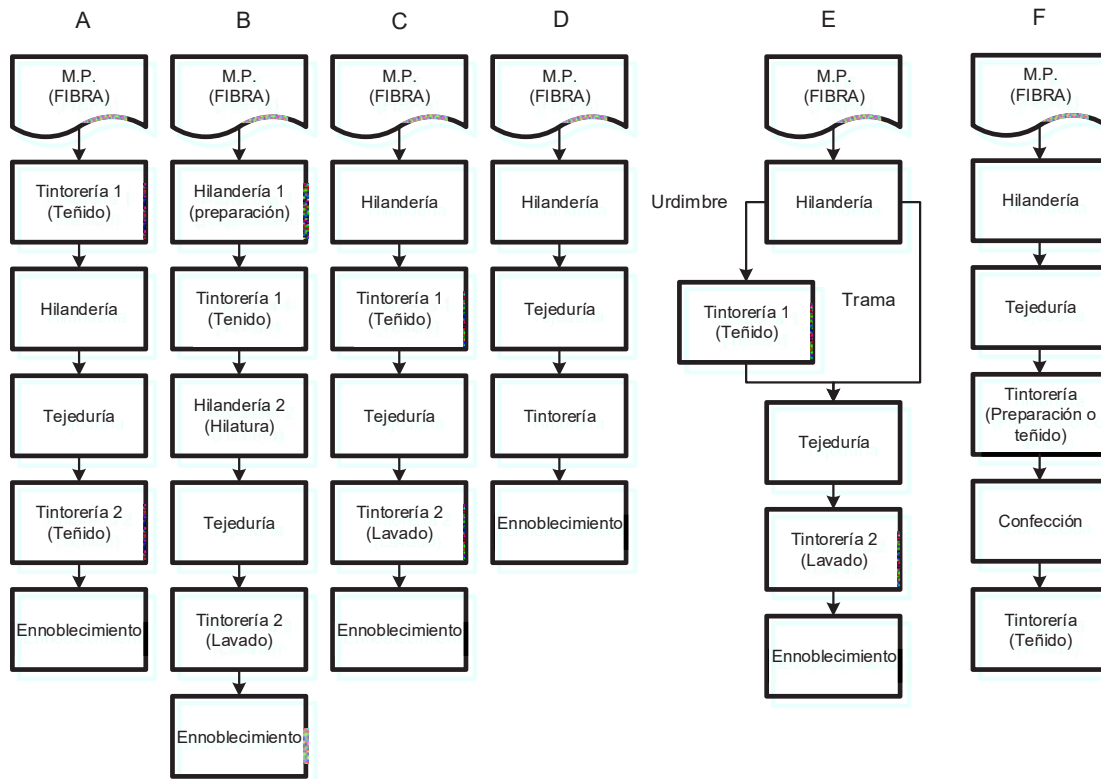 A
M.P.
(FIBRA)
Tintorería 1
(Teñido)
Hilandería
Tejeduría
Tintorería 2
(Teñido)
Ennoblecimiento
B
M.P.
(FIBRA)
Hilandería 1
(preparación)
Tintorería 1
(Tenido)
Hilandería 2
(Hilatura)
Tejeduría
Tintorería 2
(Lavado)
Ennoblecimiento
C
M.P.
(FIBRA)
Hilandería
Tintorería 1
(Teñido)
Tejeduría
Tintorería 2
(Lavado)
Ennoblecimiento
D
M.P.
(FIBRA)
Hilandería
Tejeduría
Tintorería
Ennoblecimiento
E
M.P.
(FIBRA)
Urdimbre
Hilandería
Trama
Tintorería 1
(Teñido)
Tejeduría
Tintorería 2
(Lavado)
Ennoblecimiento
F
M.P.
(FIBRA)
Hilandería
Tejeduría
Tintorería
(Preparación o
teñido)
Confección
Tintorería
(Teñido)